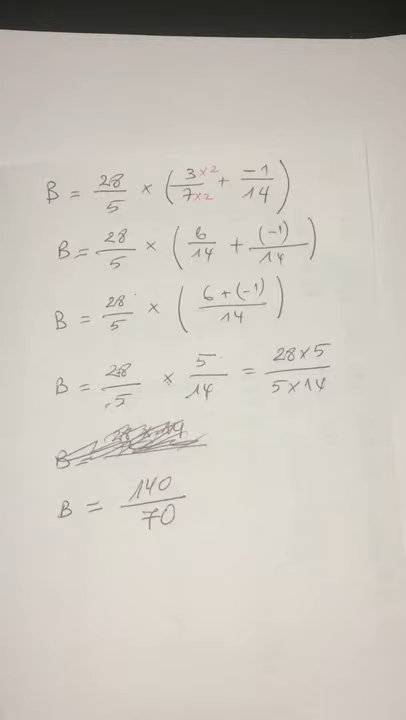 B = 28/5 × (3×2/7×2 + -1/14)
B = 28/5 × (6/14 + (-1)/14)
B = 28/5 × (6+(-1)/14)
B = 28/5 × 5/14 = 28×5/5×14
B =
B = 140/70